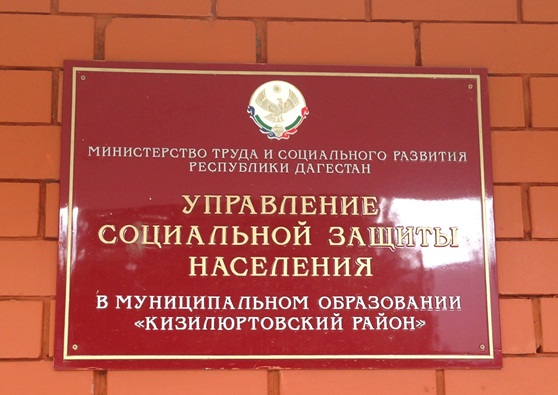 МИНИСТЕРСТВО ТРУДА И СОЦИАЛЬНОГО РАЗВИТИЯ
РЕСПУБЛИКИ ДАГЕСТАН
УПРАВЛЕНИЕ
СОЦИАЛЬНОЙ ЗАЩИТЫ
НАСЕЛЕНИЯ
В МУНИЦИПАЛЬНОМ ОБРАЗОВАНИИ
«КИЗИЛЮРТОВСКИЙ РАЙОН»